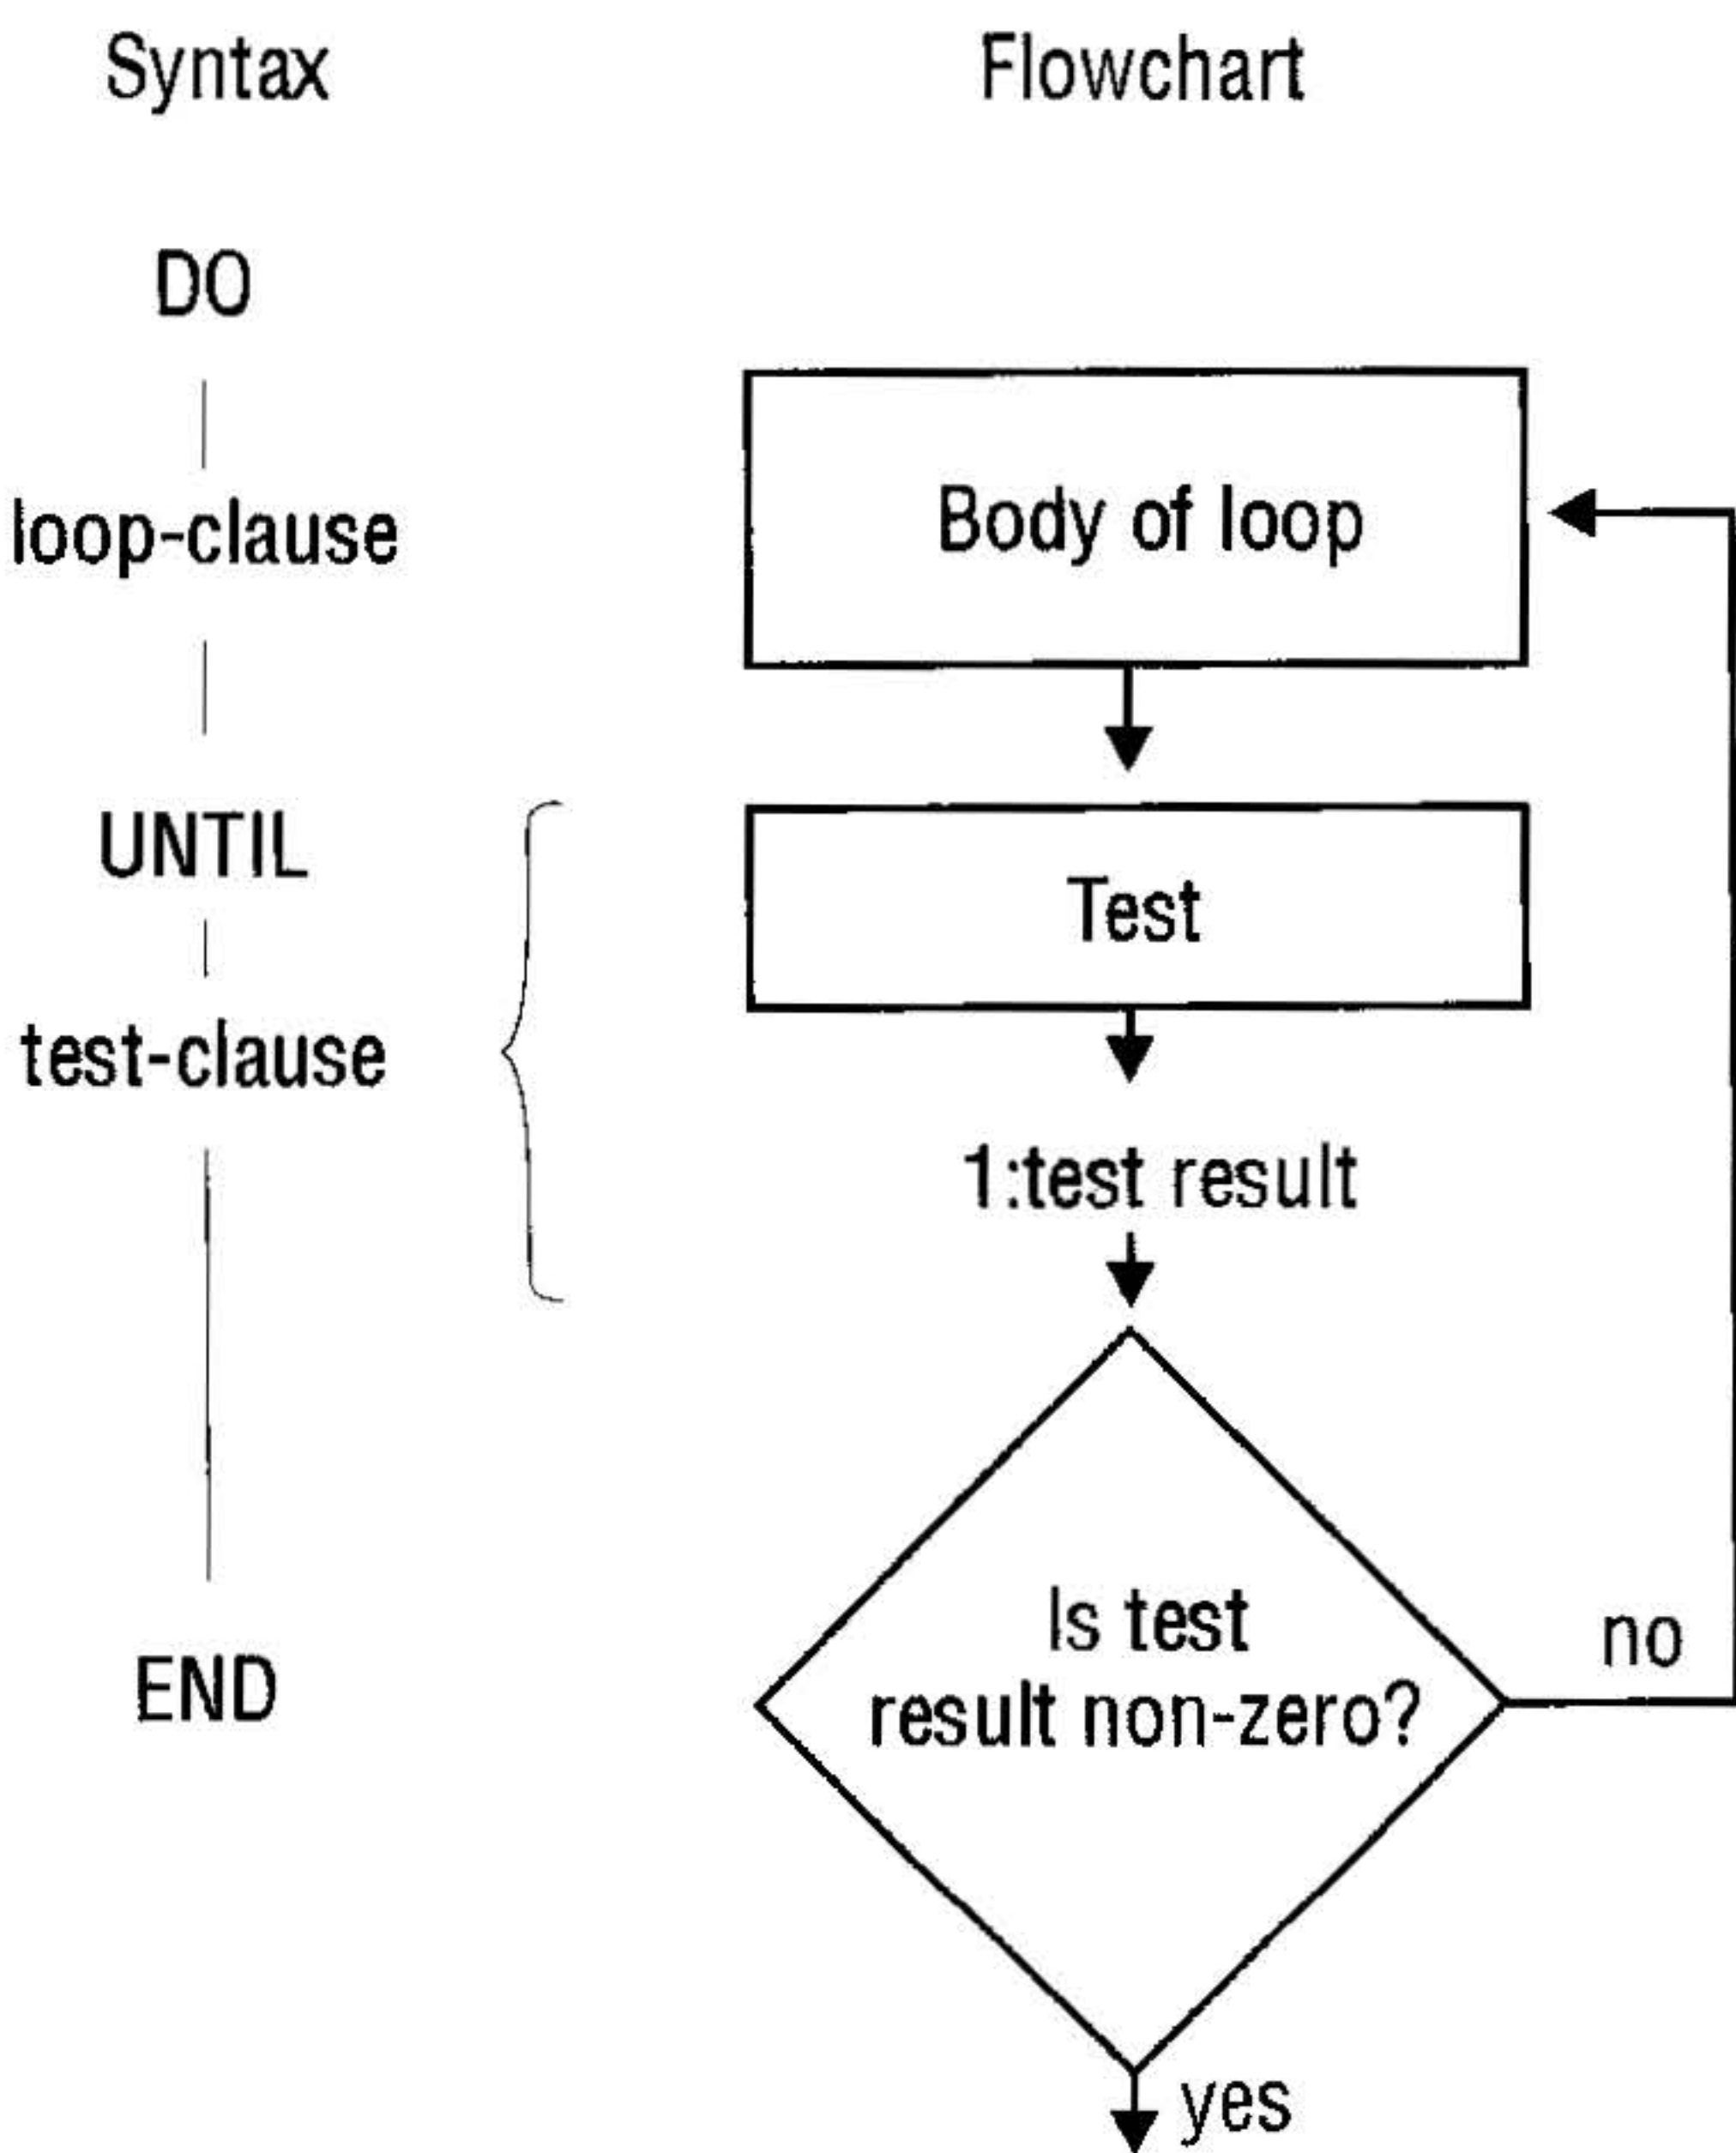 Syntax
DO
loop-clause
UNTIL
test-clause
END
Flowchart
Body of loop
Test
1:test result
Is test
result non-zero?
no
yes